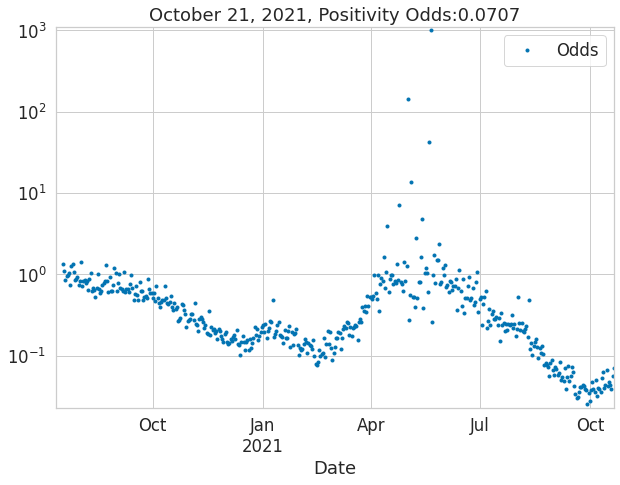 October 21, 2021, Positivity Odds:0.0707
Odds
10³
10²
10¹
10⁰
10⁻¹
Oct
Jan
2021
Apr
Jul
Oct
Date